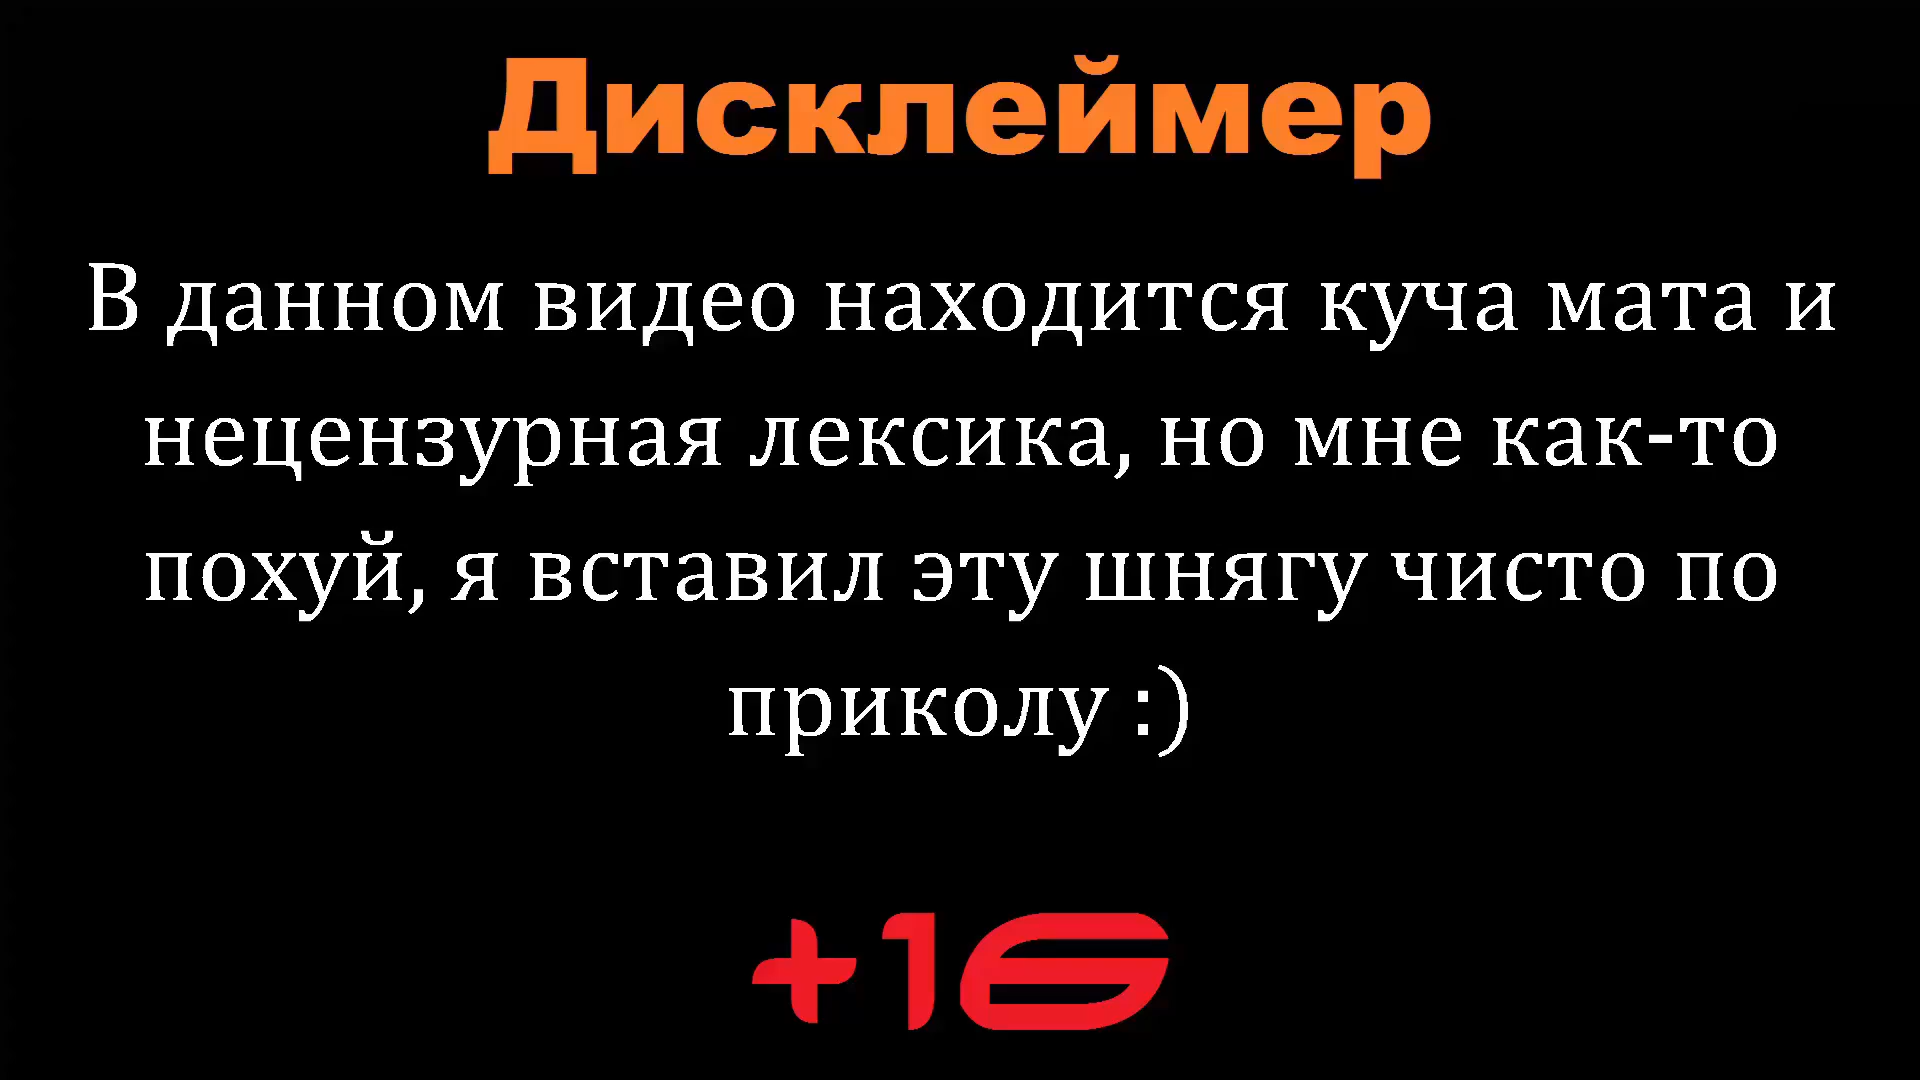 Дисклеймер
В данном видео находится куча мата и
нецензурная лексика, но мне как-то
похуй, я вставил эту шнягу чисто по
приколу :)
+16